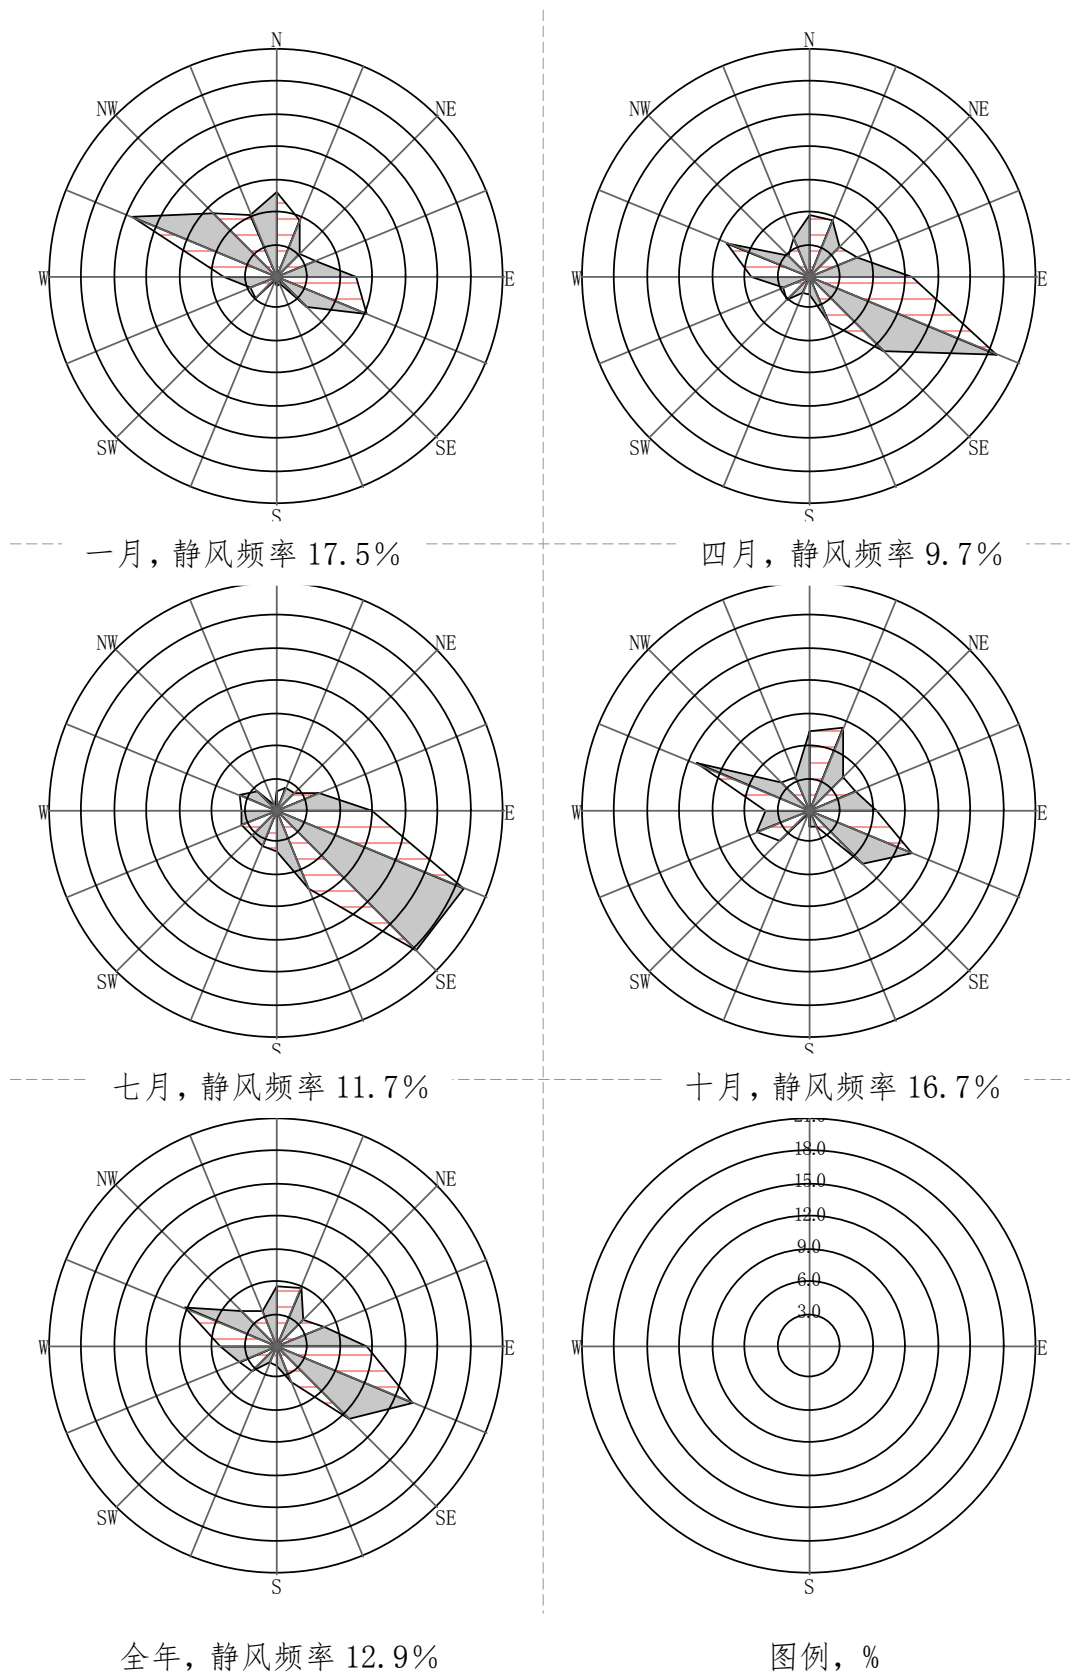 N N
NW NE NW NE
W E W E
SW SE SW SE
S S
一月，静风频率 17.5% 四月，静风频率 9.7%
NW NE NW NE
W E W E
SW SE SW SE
S S
七月，静风频率 11.7% 十月，静风频率 16.7%
21.0
18.0
NW NE 15.0
12.0
9.0
6.0
3.0
W E W E
SW SE
S S
全年，静风频率 12.9% 图例，%